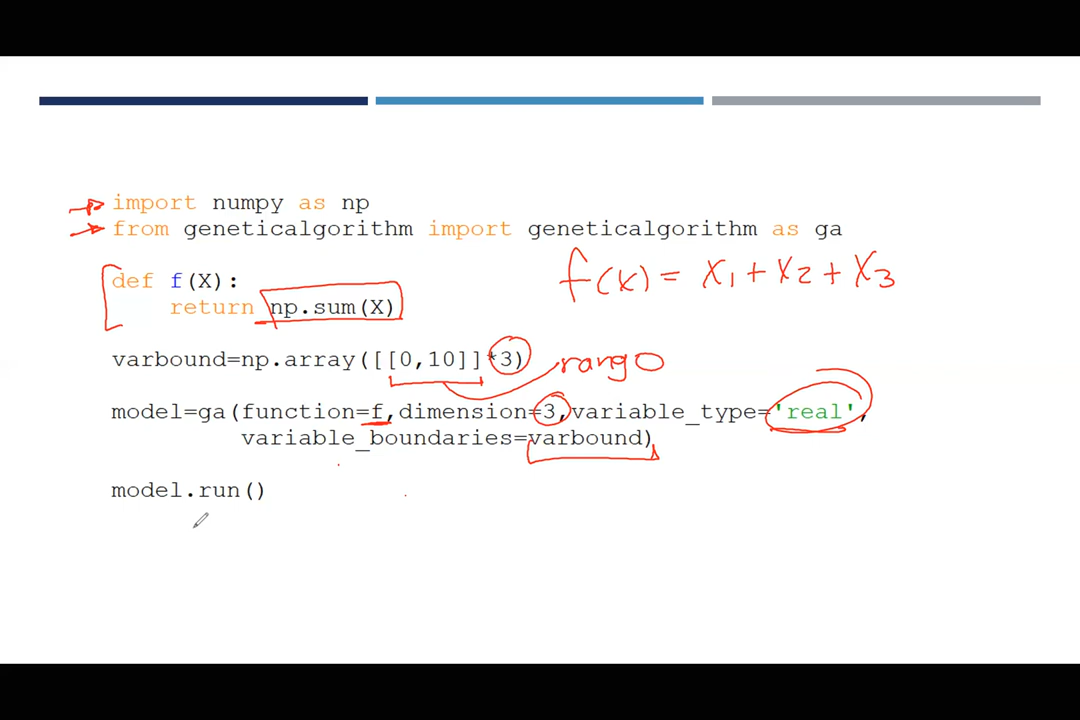 import numpy as np
from geneticalgorithm import geneticalgorithm as ga
def f(X):
f(x) = X1 + X2 + X3
return np.sum(X)
varbound=np.array([[0,10]]*3)
rango
model=ga(function=f,dimension=3,variable_type='real',
variable_boundaries=varbound)
model.run()